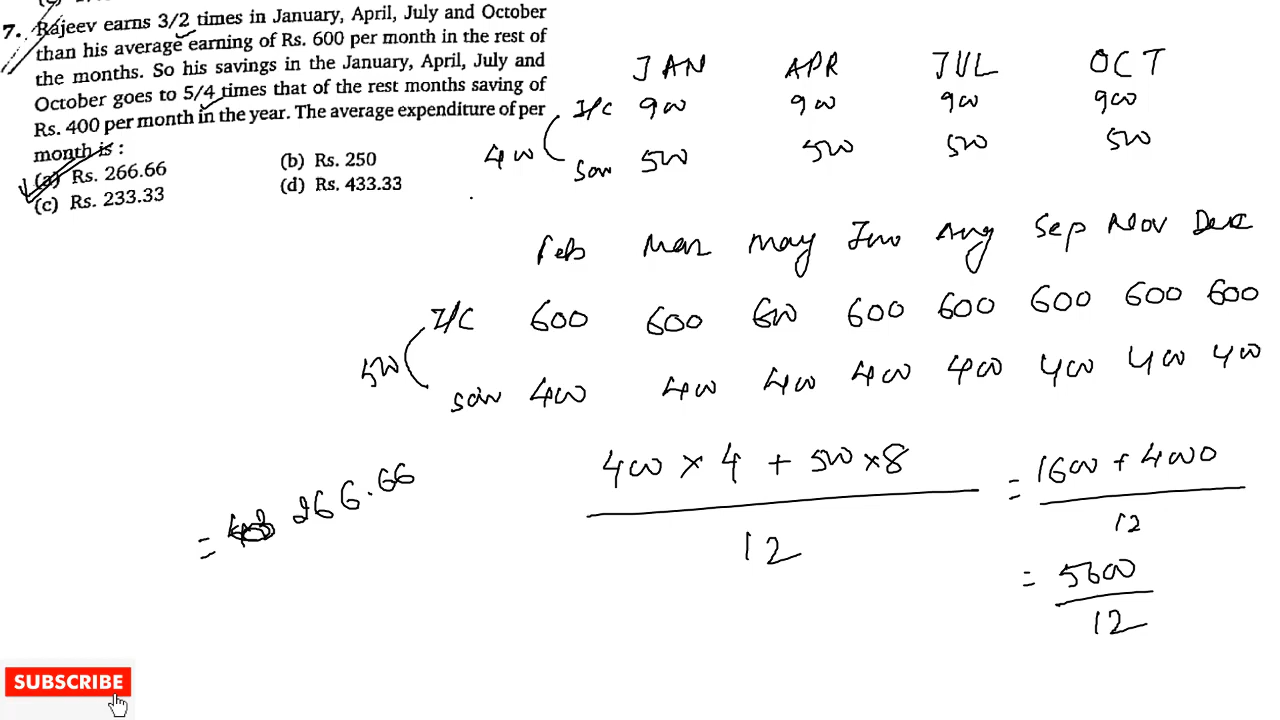 7. Rajeev earns 3/2 times in January, April, July and October
than his average earning of Rs. 600 per month in the rest of
the months. So his savings in the January, April, July and
October goes to 5/4 times that of the rest months saving of
Rs. 400 per month in the year. The average expenditure of per
month is :
(a) Rs. 266.66 (b) Rs. 250
(c) Rs. 233.33 (d) Rs. 433.33
JAN APR JUL OCT
I/C 900 900 900 900
400
Sav 500 500 500 500
Feb Mar May Jun Aug Sep Nov Dec
I/C 600 600 600 600 600 600 600 600
500
Sav 400 400 400 400 400 400 400 400
400 × 4 + 500 × 8 = 1600 + 4000
12 12
= 5600
12
= 266.66
SUBSCRIBE